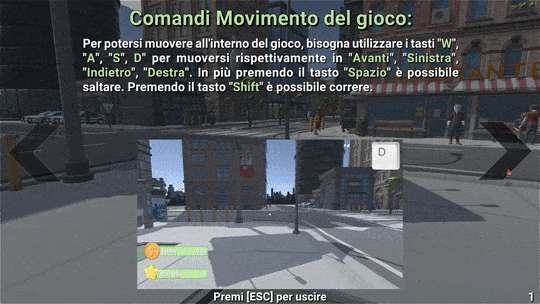 Comandi Movimento del gioco:
Per potersi muovere all'interno del gioco, bisogna utilizzare i tasti "W",
"A", "S", D" per muoversi rispettivamente in "Avanti", "Sinistra",
"Indietro", "Destra". In più premendo il tasto "Spazio" è possibile
saltare. Premendo il tasto "Shift" è possibile correre.
D
Premi [ESC] per uscire
1